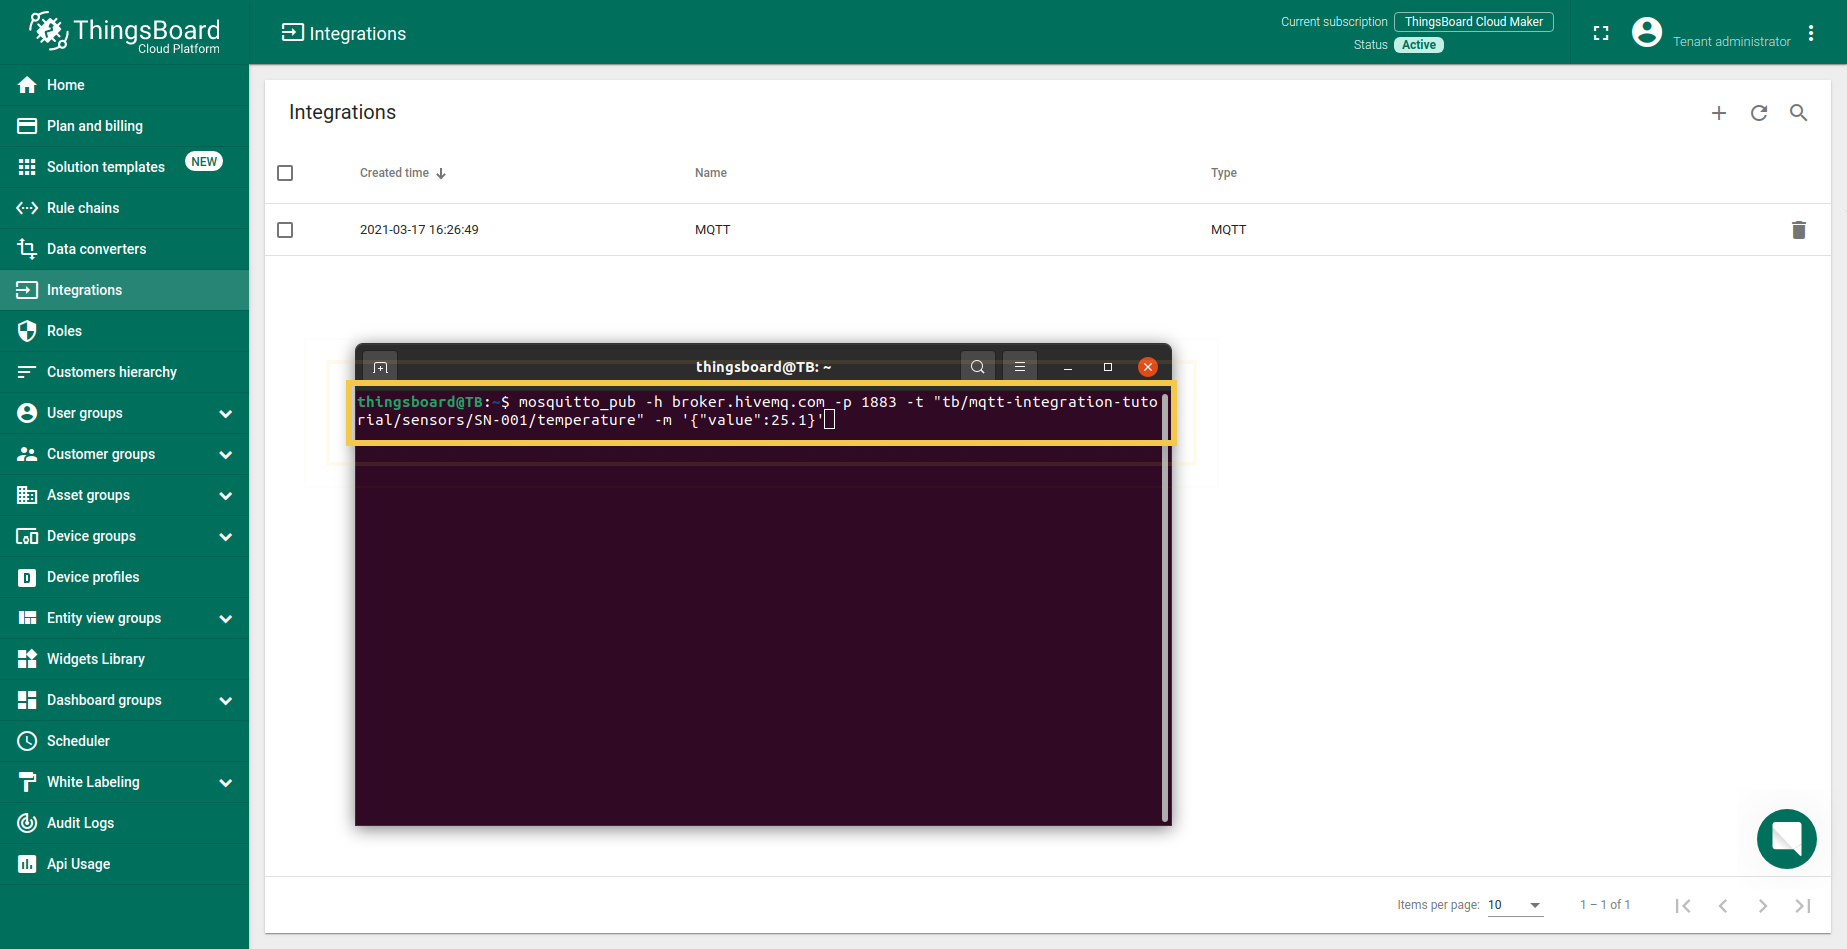 ThingsBoard
Cloud Platform
Integrations
Current subscription ThingsBoard Cloud Maker
Status Active
Tenant administrator
Home
Plan and billing
Solution templates NEW
Rule chains
Data converters
Integrations
Roles
Customers hierarchy
User groups
Customer groups
Asset groups
Device groups
Device profiles
Entity view groups
Widgets Library
Dashboard groups
Scheduler
White Labeling
Audit Logs
Api Usage
Integrations
Created time Name Type
2021-03-17 16:26:49 MQTT MQTT
thingsboard@TB: ~
thingsboard@TB:~$ mosquitto_pub -h broker.hivemq.com -p 1883 -t "tb/mqtt-integration-tuto
rial/sensors/SN-001/temperature" -m '{"value":25.1}'
Items per page: 10 1 – 1 of 1